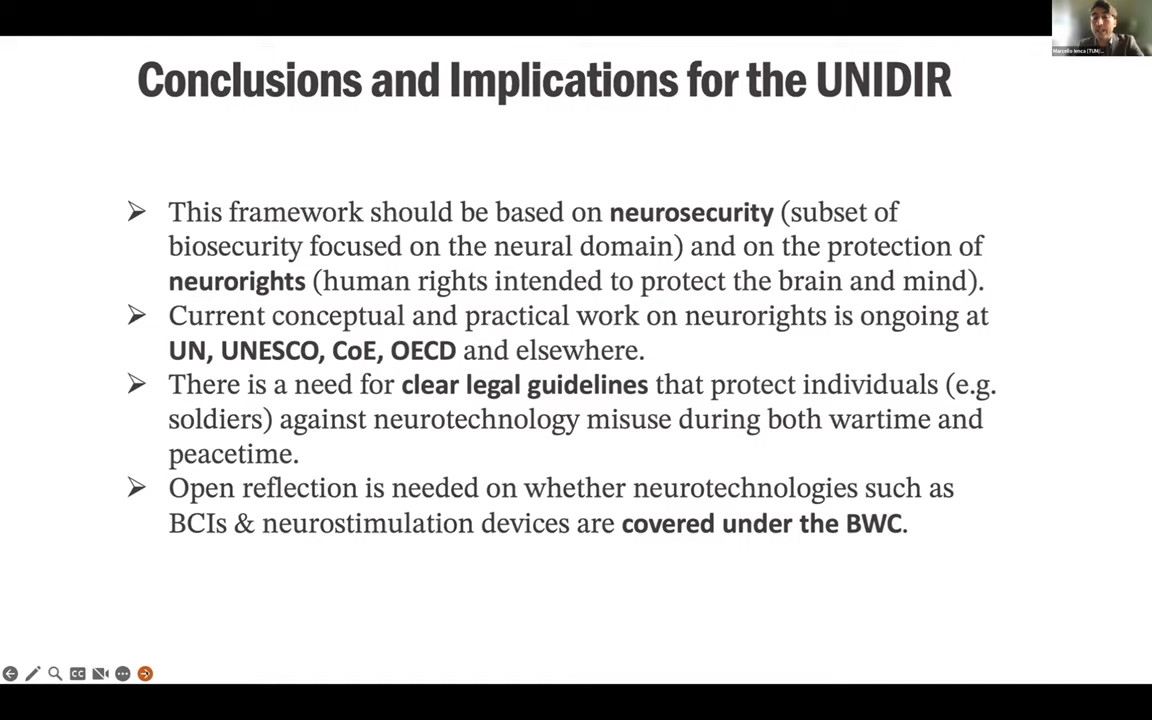 Marcello Ienca (TUM)...
Conclusions and Implications for the UNIDIR
➢ This framework should be based on neurosecurity (subset of
biosecurity focused on the neural domain) and on the protection of
neurorights (human rights intended to protect the brain and mind).
➢ Current conceptual and practical work on neurorights is ongoing at
UN, UNESCO, CoE, OECD and elsewhere.
➢ There is a need for clear legal guidelines that protect individuals (e.g.
soldiers) against neurotechnology misuse during both wartime and
peacetime.
➢ Open reflection is needed on whether neurotechnologies such as
BCIs & neurostimulation devices are covered under the BWC.
CC